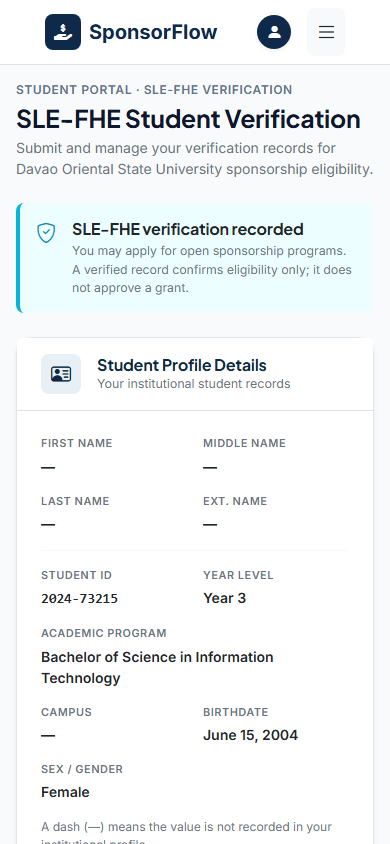 SponsorFlow
STUDENT PORTAL · SLE-FHE VERIFICATION
SLE-FHE Student Verification
Submit and manage your verification records for
Davao Oriental State University sponsorship eligibility.
SLE-FHE verification recorded
You may apply for open sponsorship programs.
A verified record confirms eligibility only; it does
not approve a grant.
Student Profile Details
Your institutional student records
FIRST NAME
—
MIDDLE NAME
—
LAST NAME
—
EXT. NAME
—
STUDENT ID
2024-73215
YEAR LEVEL
Year 3
ACADEMIC PROGRAM
Bachelor of Science in Information
Technology
CAMPUS
—
BIRTHDATE
June 15, 2004
SEX / GENDER
Female
A dash (—) means the value is not recorded in your
institutional profile.